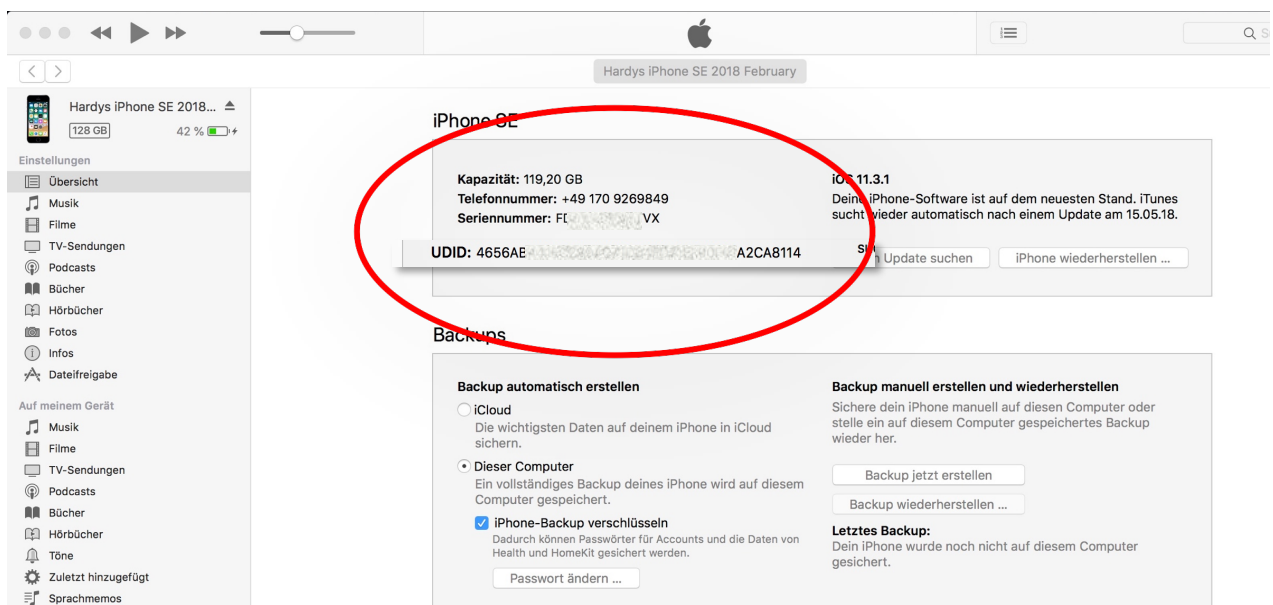 Hardys iPhone SE 2018 February
Hardys iPhone SE 2018...
128 GB
42 %
Einstellungen
Übersicht
Musik
Filme
TV-Sendungen
Podcasts
Bücher
Hörbücher
Fotos
Infos
Dateifreigabe
Auf meinem Gerät
Musik
Filme
TV-Sendungen
Podcasts
Bücher
Hörbücher
Töne
Zuletzt hinzugefügt
Sprachmemos
iPhone SE
Kapazität: 119,20 GB
Telefonnummer: +49 170 9269849
Seriennummer: F VX
UDID: 4656AB A2CA8114
iOS 11.3.1
Deine iPhone-Software ist auf dem neuesten Stand. iTunes
sucht wieder automatisch nach einem Update am 15.05.18.
Update suchen
iPhone wiederherstellen ...
Backups
Backup automatisch erstellen
iCloud
Die wichtigsten Daten auf deinem iPhone in iCloud
sichern.
Dieser Computer
Ein vollständiges Backup deines iPhone wird auf diesem
Computer gespeichert.
iPhone-Backup verschlüsseln
Dadurch können Passwörter für Accounts und die Daten von
Health und HomeKit gesichert werden.
Passwort ändern ...
Backup manuell erstellen und wiederherstellen
Sichere dein iPhone manuell auf diesen Computer oder
stelle ein auf diesem Computer gespeichertes Backup
wieder her.
Backup jetzt erstellen
Backup wiederherstellen ...
Letztes Backup:
Dein iPhone wurde noch nicht auf diesem Computer
gesichert.